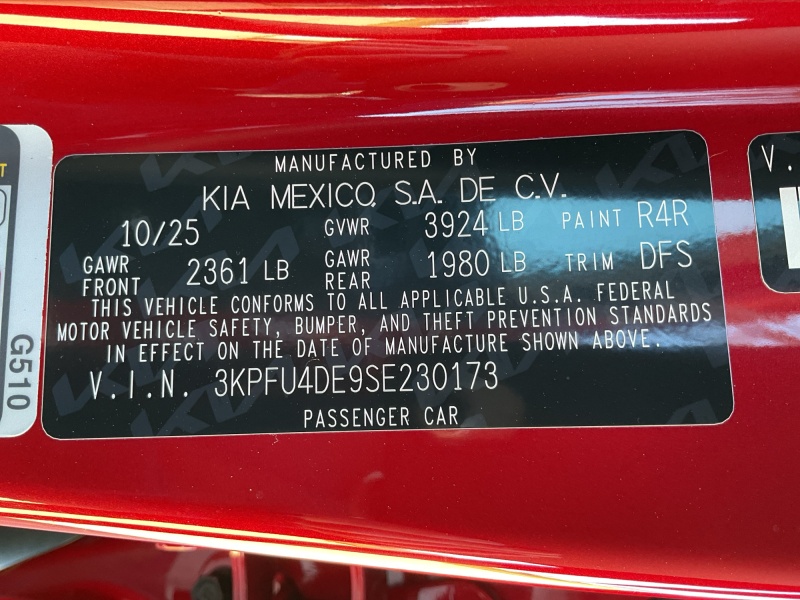 MANUFACTURED BY
KIA MEXICO, S.A. DE C.V.
10/25 GVWR 3924 LB PAINT R4R
GAWR FRONT 2361 LB GAWR REAR 1980 LB TRIM DFS
THIS VEHICLE CONFORMS TO ALL APPLICABLE U.S.A. FEDERAL
MOTOR VEHICLE SAFETY, BUMPER, AND THEFT PREVENTION STANDARDS
IN EFFECT ON THE DATE OF MANUFACTURE SHOWN ABOVE.
V.I.N. 3KPFU4DE9SE230173
PASSENGER CAR
G510
V.